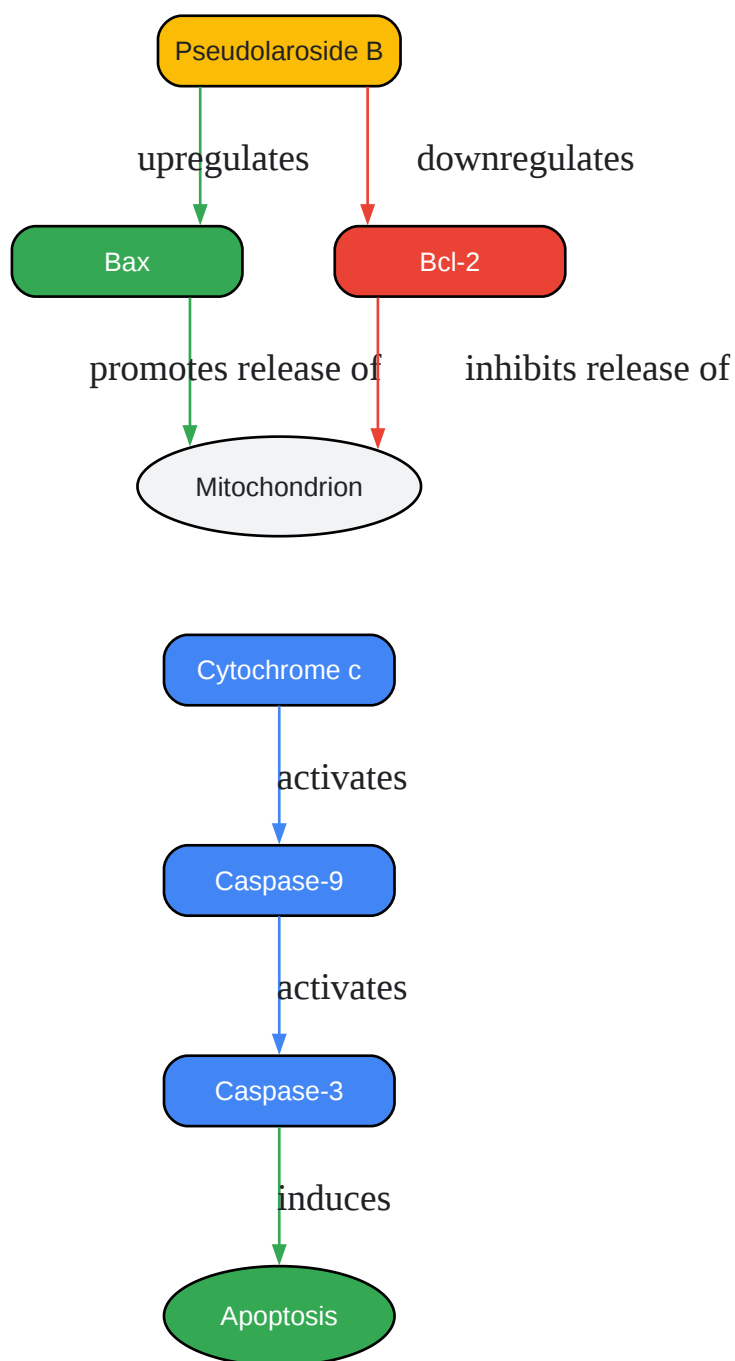 Pseudolaroside B
upregulates
downregulates
Bax
Bcl-2
promotes release of
inhibits release of
Mitochondrion
Cytochrome c
activates
Caspase-9
activates
Caspase-3
induces
Apoptosis